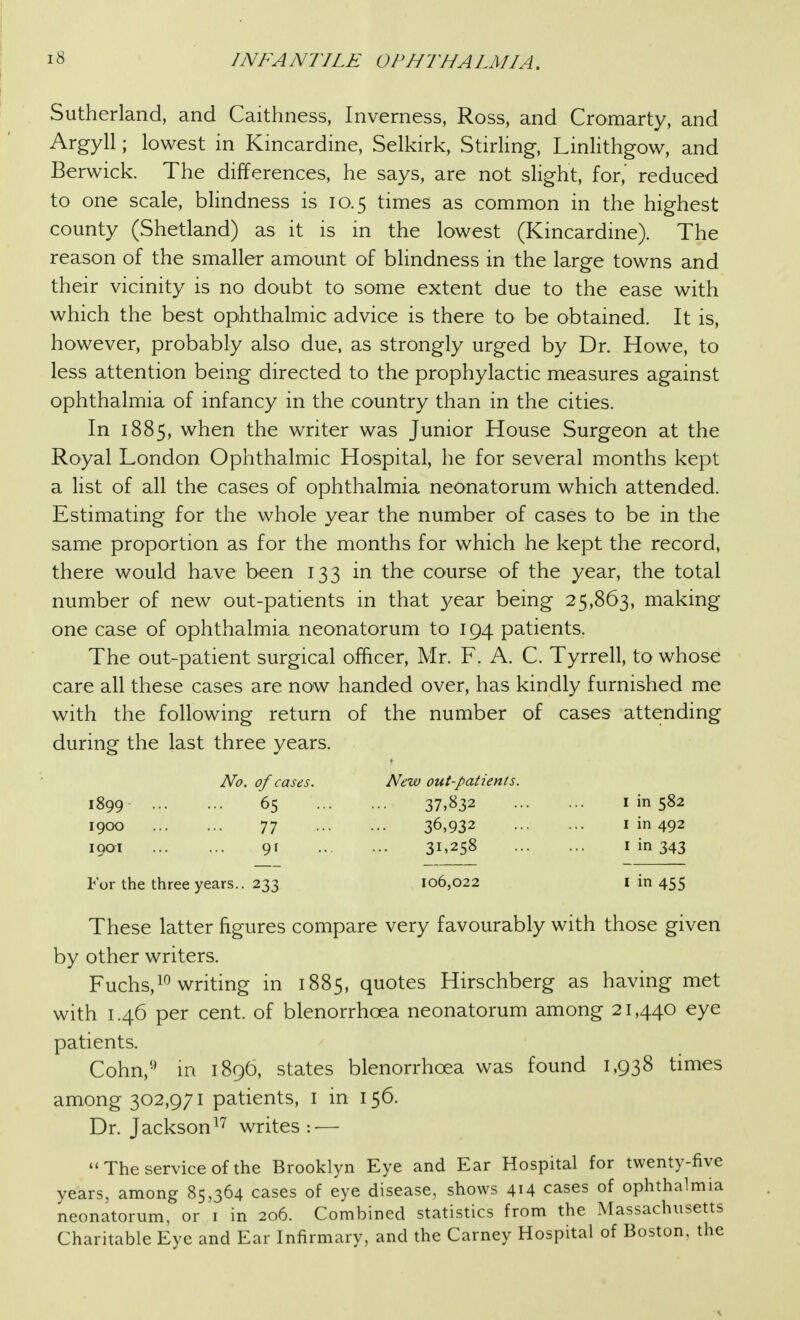 18 INFANTILE OPHTHALMIA.
Sutherland, and Caithness, Inverness, Ross, and Cromarty, and
Argyll; lowest in Kincardine, Selkirk, Stirling, Linlithgow, and
Berwick. The differences, he says, are not slight, for, reduced
to one scale, blindness is 10.5 times as common in the highest
county (Shetland) as it is in the lowest (Kincardine). The
reason of the smaller amount of blindness in the large towns and
their vicinity is no doubt to some extent due to the ease with
which the best ophthalmic advice is there to be obtained. It is,
however, probably also due, as strongly urged by Dr. Howe, to
less attention being directed to the prophylactic measures against
ophthalmia of infancy in the country than in the cities.
In 1885, when the writer was Junior House Surgeon at the
Royal London Ophthalmic Hospital, he for several months kept
a list of all the cases of ophthalmia neonatorum which attended.
Estimating for the whole year the number of cases to be in the
same proportion as for the months for which he kept the record,
there would have been 133 in the course of the year, the total
number of new out-patients in that year being 25,863, making
one case of ophthalmia neonatorum to 194 patients.
The out-patient surgical officer, Mr. F. A. C. Tyrrell, to whose
care all these cases are now handed over, has kindly furnished me
with the following return of the number of cases attending
during the last three years.
No. of cases. New out-patients.
1899 ... ... 65 ... ... 37,832 ... ... 1 in 582
1900 ... ... 77 ... ... 36,932 ... ... 1 in 492
1901 ... ... 91 ... ... 31,258 ... ... 1 in 343
For the three years.. 233 106,022 1 in 455
These latter figures compare very favourably with those given
by other writers.
Fuchs,¹⁰ writing in 1885, quotes Hirschberg as having met
with 1.46 per cent. of blenorrhœa neonatorum among 21,440 eye
patients.
Cohn,⁹ in 1896, states blenorrhœa was found 1,938 times
among 302,971 patients, 1 in 156.
Dr. Jackson¹⁷ writes:—
"The service of the Brooklyn Eye and Ear Hospital for twenty-five
years, among 85,364 cases of eye disease, shows 414 cases of ophthalmia
neonatorum, or 1 in 206. Combined statistics from the Massachusetts
Charitable Eye and Ear Infirmary, and the Carney Hospital of Boston, the